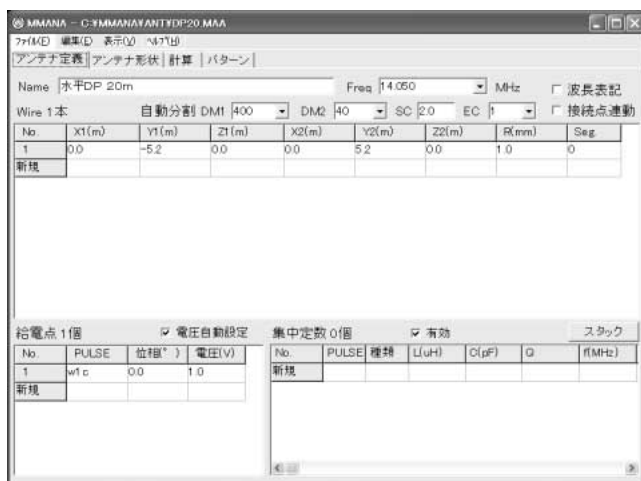 MMANA - C:¥MMANA¥ANT¥DP20.MAA
ファイル(F) 編集(E) 表示(V) ヘルプ(H)
アンテナ定義 アンテナ形状 計算 パターン
Name 水平DP 20m Freq 14.050 MHz 波長表記
Wire 1本 自動分割 DM1 400 DM2 40 SC 2.0 EC 1 接続点連動
No. X1(m) Y1(m) Z1(m) X2(m) Y2(m) Z2(m) R(mm) Seg.
1 0.0 -5.2 0.0 0.0 5.2 0.0 1.0 0
新規
給電点 1個 電圧自動設定 集中定数 0個 有効 スタック
No. PULSE 位相(°) 電圧(V) No. PULSE 種類 L(uH) C(pF) Q f(MHz)
1 w1c 0.0 1.0 新規
新規